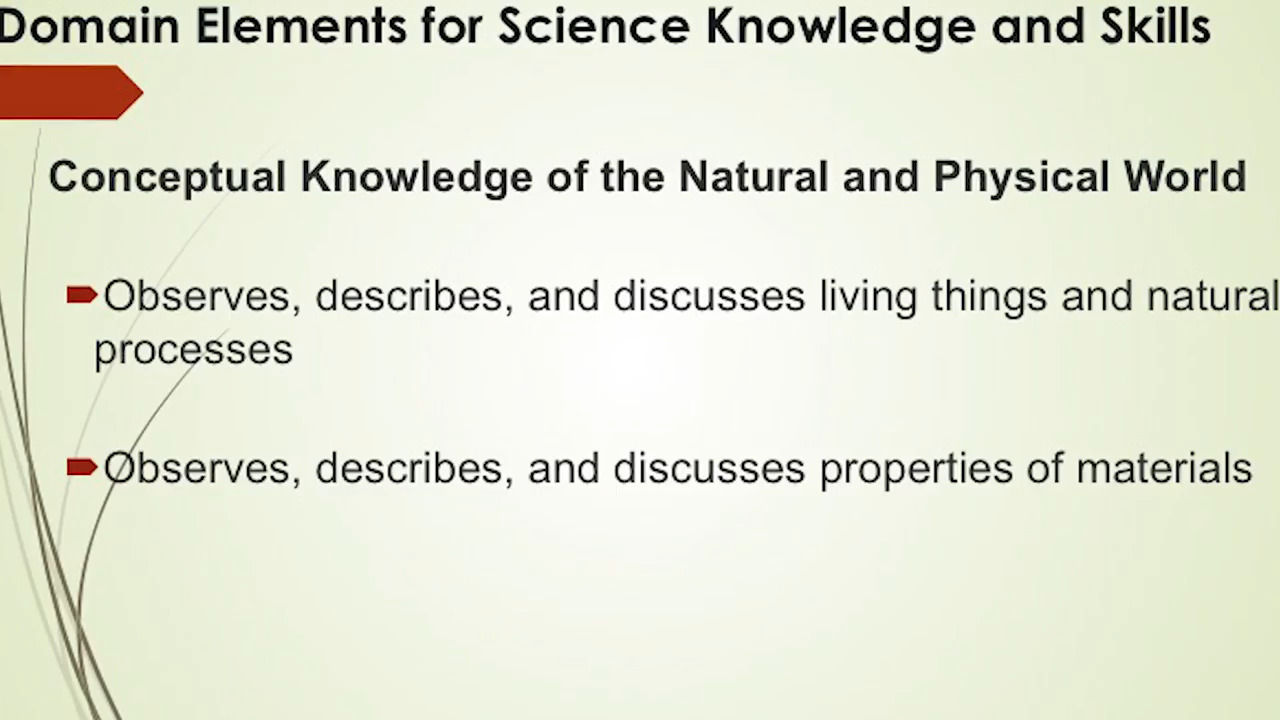 Domain Elements for Science Knowledge and Skills
Conceptual Knowledge of the Natural and Physical World
Observes, describes, and discusses living things and natural
processes
Observes, describes, and discusses properties of materials